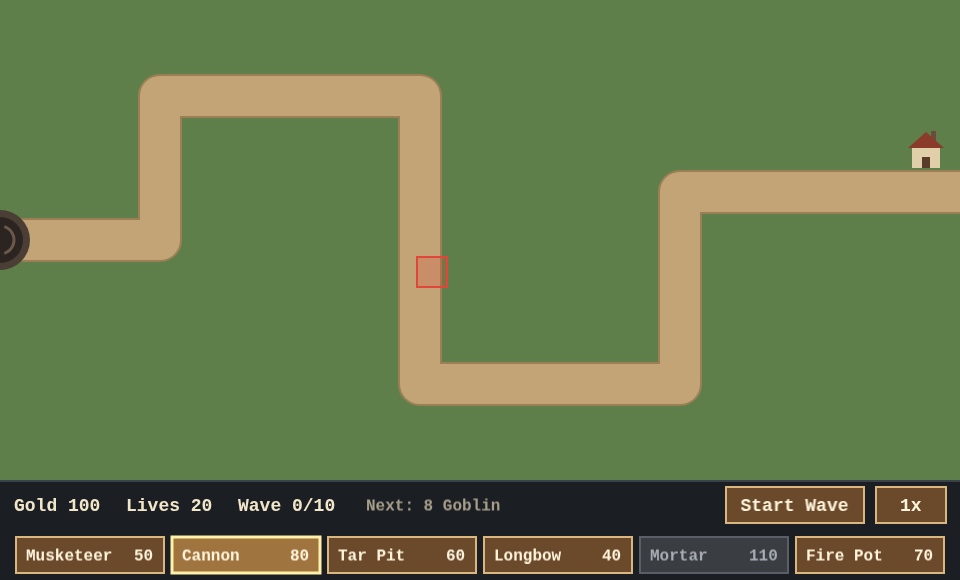 Gold 100 Lives 20 Wave 0/10 Next: 8 Goblin Start Wave 1x
Musketeer 50 Cannon 80 Tar Pit 60 Longbow 40 Mortar 110 Fire Pot 70